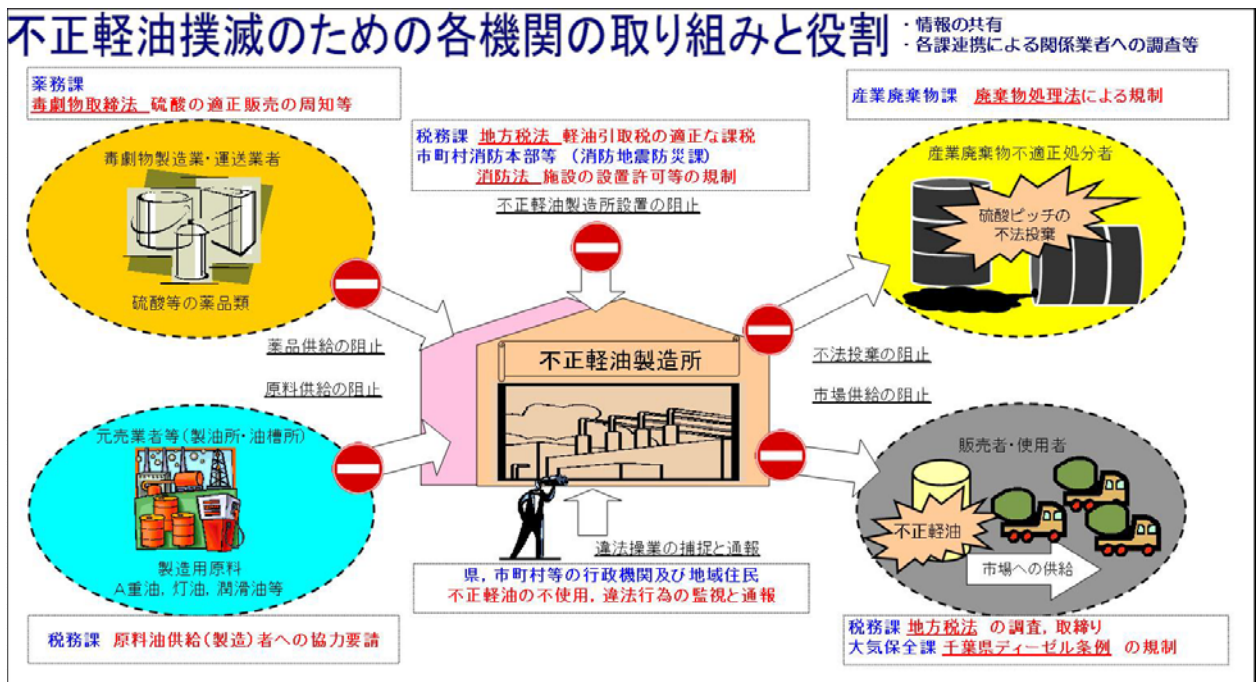 不正軽油撲滅のための各機関の取り組みと役割
・情報の共有
・各課連携による関係業者への調査等
薬務課
毒劇物取締法 硫酸の適正販売の周知等
税務課 地方税法 軽油引取税の適正な課税
市町村消防本部等 (消防地震防災課)
消防法 施設の設置許可等の規制
不正軽油製造所設置の阻止
産業廃棄物課 廃棄物処理法による規制
毒劇物製造業・運送業者
硫酸等の薬品類
産業廃棄物不適正処分者
硫酸ピッチの
不法投棄
薬品供給の阻止
原料供給の阻止
不正軽油製造所
不法投棄の阻止
市場供給の阻止
元売業者等(製油所・油槽所)
製造用原料
A重油, 灯油, 潤滑油等
販売者・使用者
不正軽油
市場への供給
違法操業の捕捉と通報
県, 市町村等の行政機関及び地域住民
不正軽油の不使用, 違法行為の監視と通報
税務課 原料油供給(製造)者への協力要請
税務課 地方税法 の調査, 取締り
大気保全課 千葉県ディーゼル条例 の規制